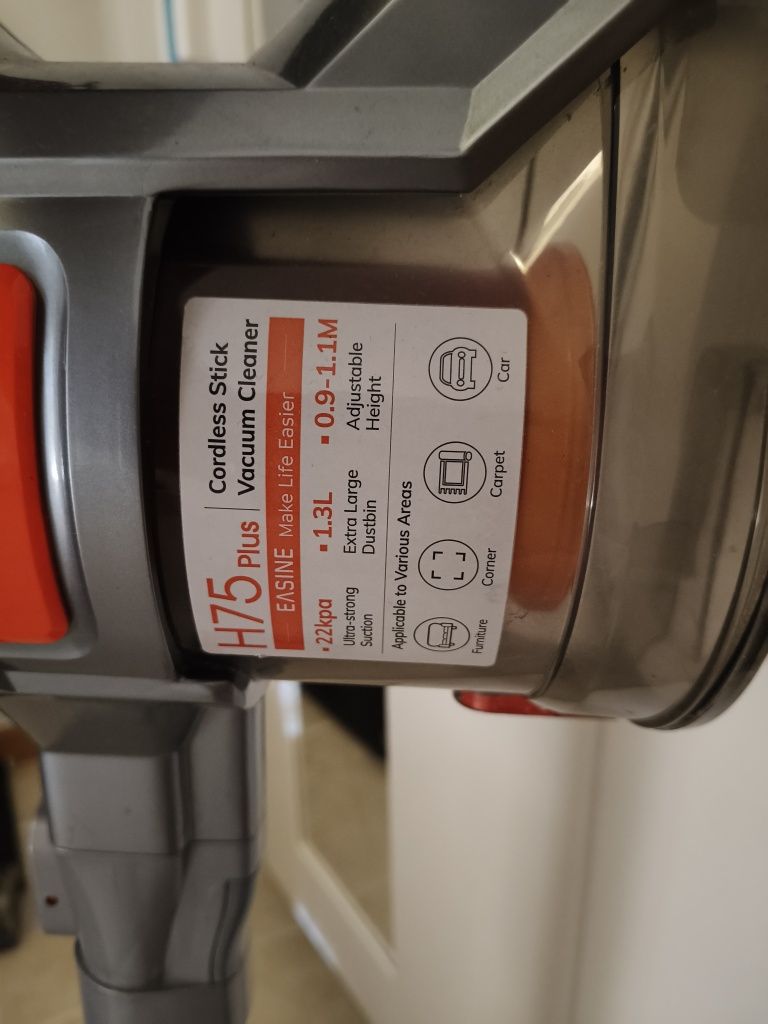 H75 Plus
Cordless Stick
Vacuum Cleaner
EASINE Make Life Easier
▪ 22kpa
Ultra-strong
Suction
▪ 1.3L
Extra Large
Dustbin
▪ 0.9-1.1M
Adjustable
Height
Applicable to Various Areas
Furniture
Corner
Carpet
Car